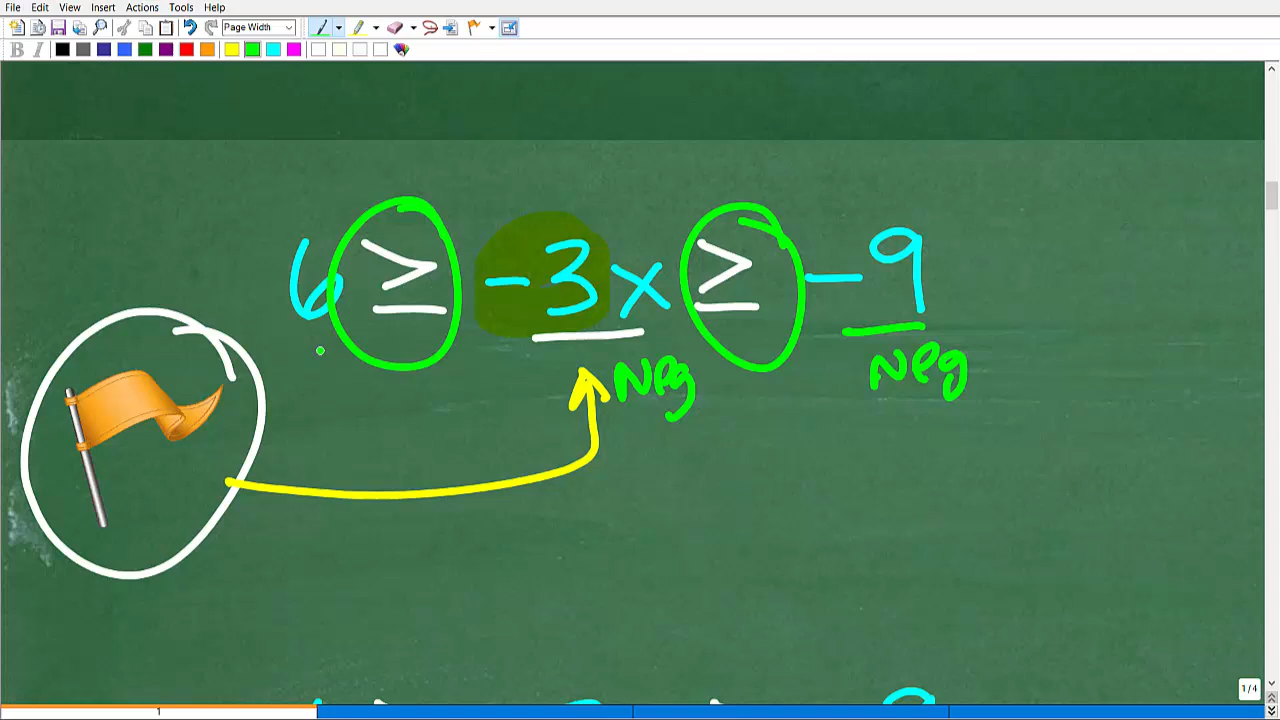 File Edit View Insert Actions Tools Help
Page Width
B I
6 ≥ -3x ≥ -9
Neg Neg
1/4
1